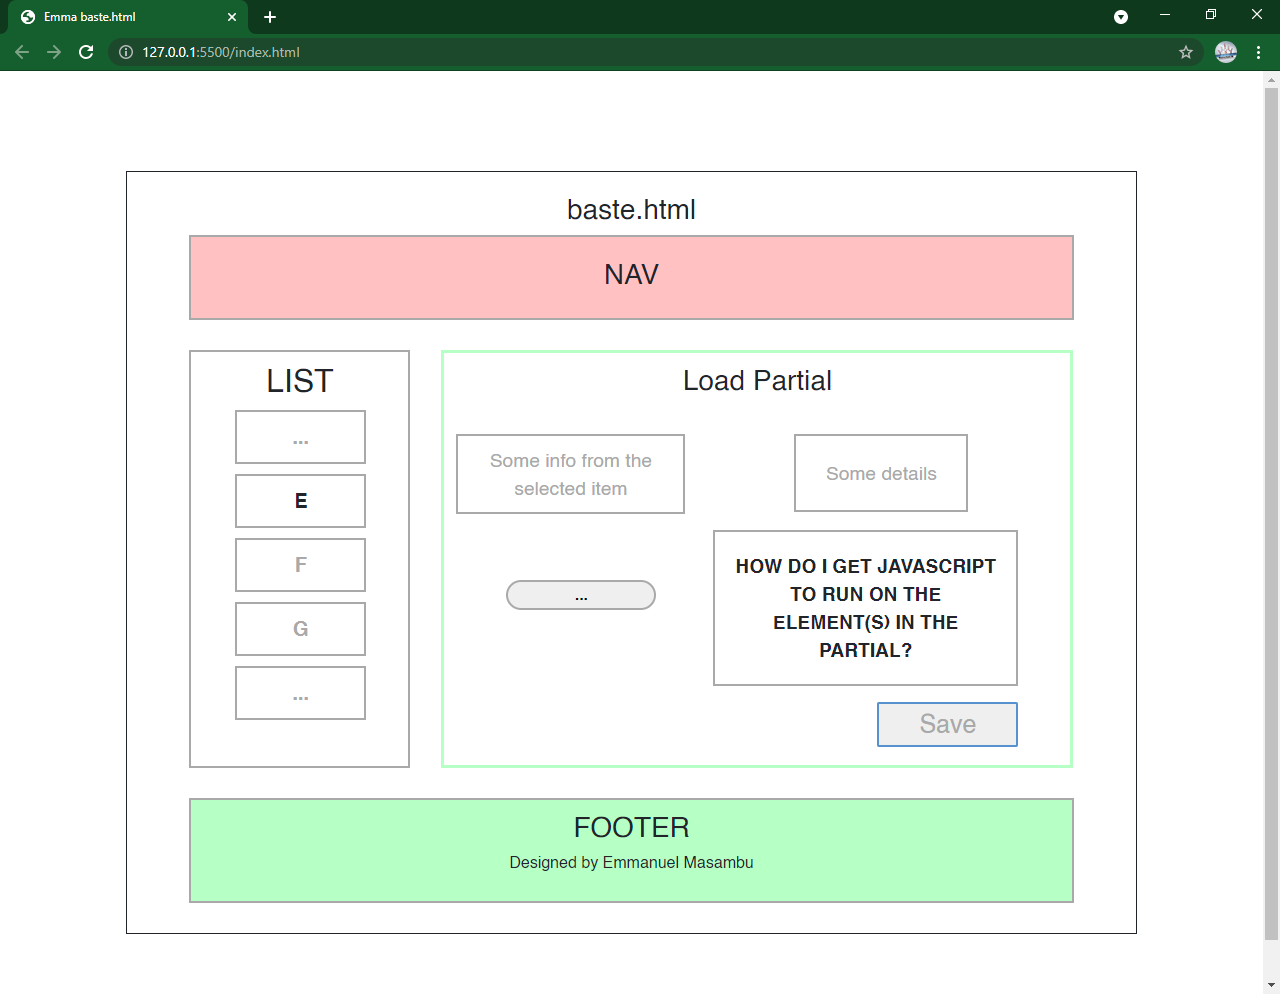 Emma baste.html
127.0.0.1:5500/index.html
baste.html
NAV
LIST
...
E
F
G
...
Load Partial
Some info from the
selected item
Some details
...
HOW DO I GET JAVASCRIPT
TO RUN ON THE
ELEMENT(S) IN THE
PARTIAL?
Save
FOOTER
Designed by Emmanuel Masambu